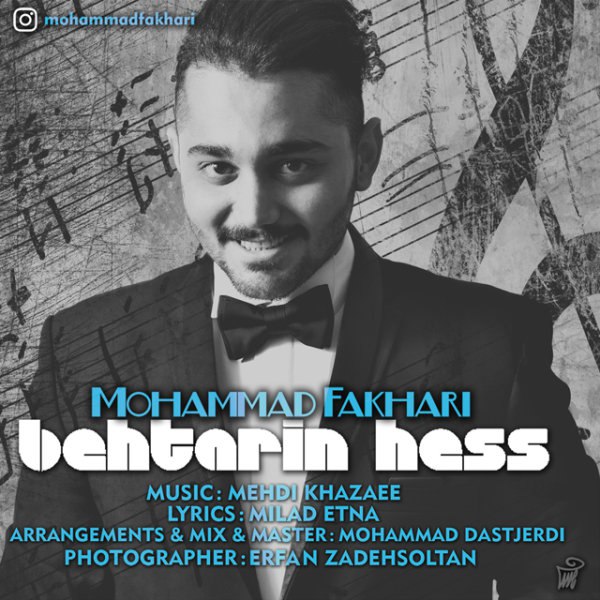 mohammadfakhari
MOHAMMAD FAKHARI
behtarin hess
MUSIC: MEHDI KHAZAEE
LYRICS: MILAD ETNA
ARRANGEMENTS & MIX & MASTER: MOHAMMAD DASTJERDI
PHOTOGRAPHER: ERFAN ZADEHSOLTAN